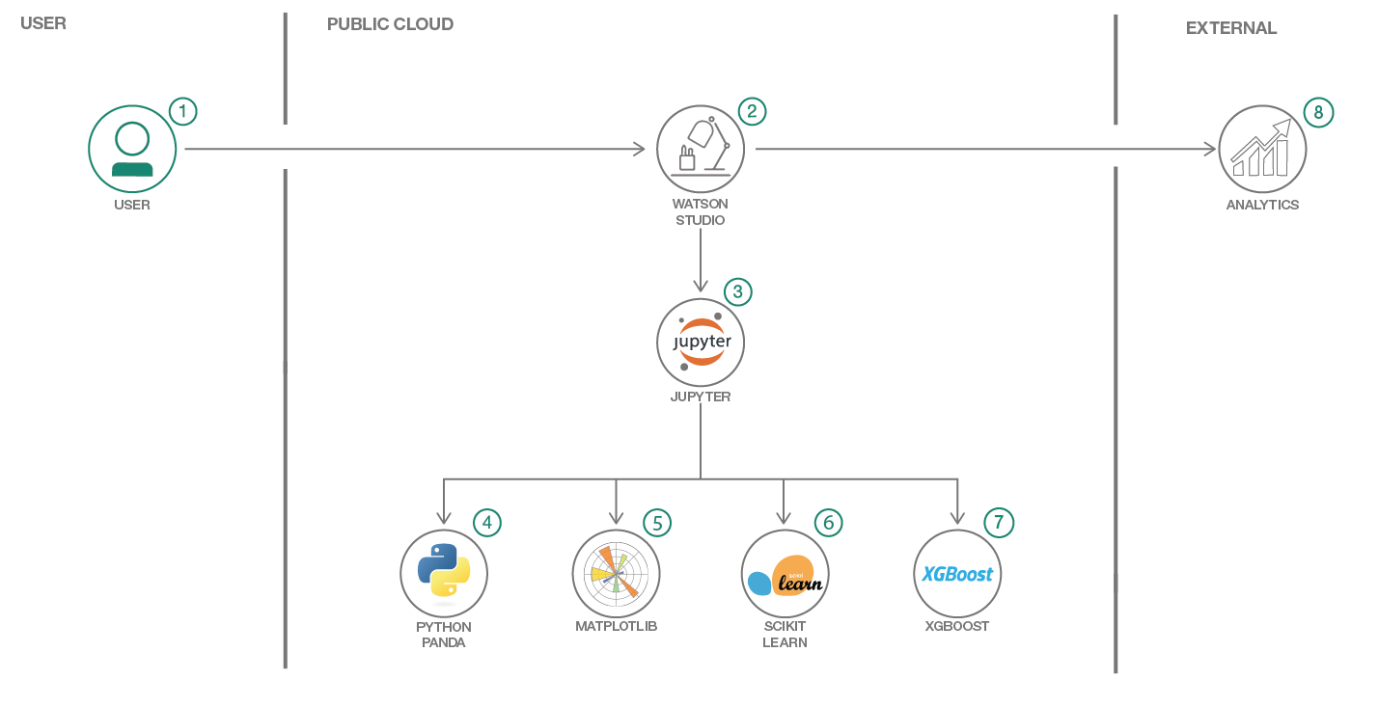 USER
PUBLIC CLOUD
EXTERNAL
1
2
8
USER
WATSON
STUDIO
ANALYTICS
3
jupyter
JUPYTER
4
5
6
7
scikit
learn
XGBoost
PYTHON
PANDA
MATPLOTLIB
SCIKIT
LEARN
XGBOOST